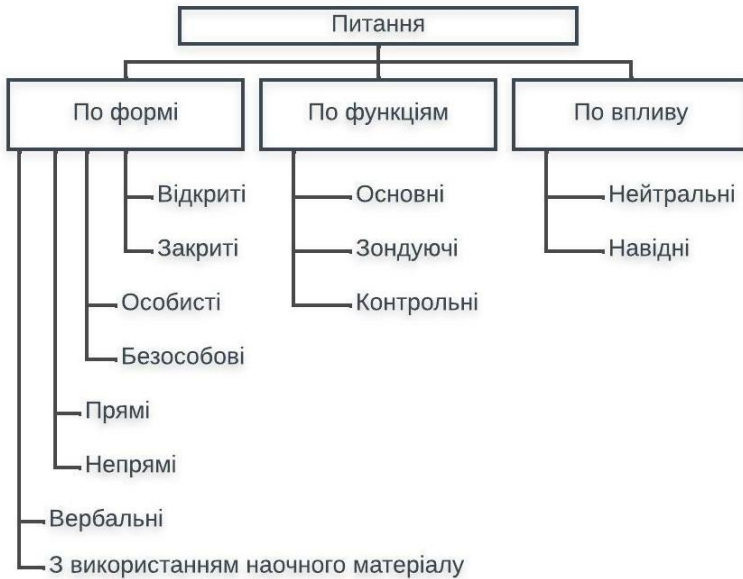 Питання
По формі
По функціям
По впливу
Відкриті
Закриті
Особисті
Безособові
Прямі
Непрямі
Вербальні
З використанням наочного матеріалу
Основні
Зондуючі
Контрольні
Нейтральні
Навідні